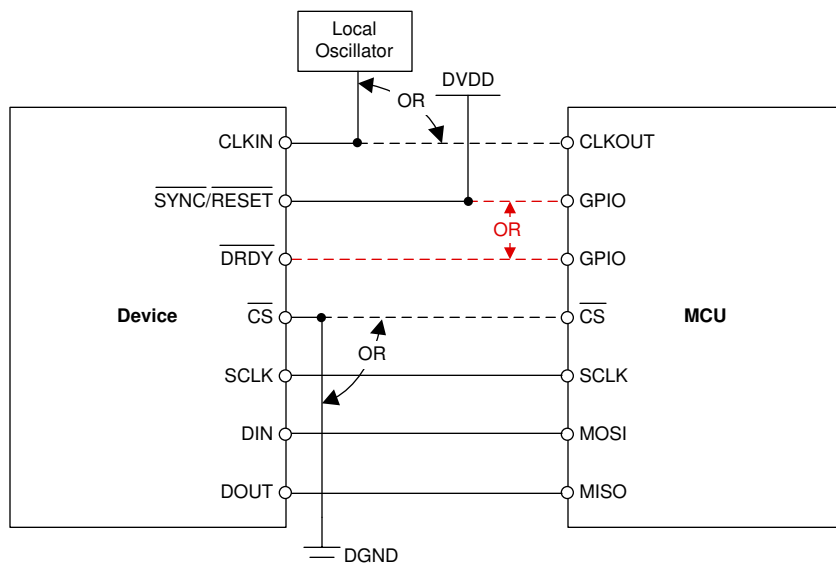 Local
Oscillator
OR
DVDD
CLKIN
CLKOUT
SYNC/RESET
GPIO
OR
DRDY
GPIO
Device
CS
CS
MCU
OR
SCLK
SCLK
DIN
MOSI
DOUT
MISO
DGND